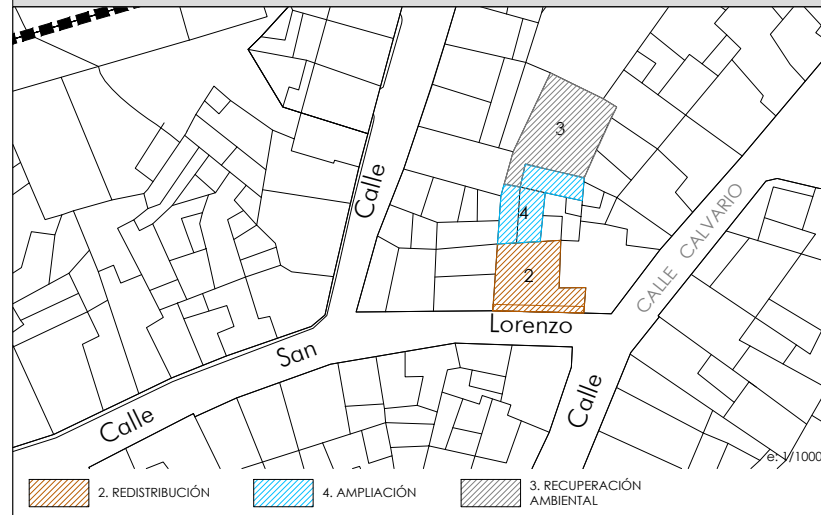 3
Calle
4
CALLE CALVARIO
2
Lorenzo
San
Calle
Calle
e: 1/1000
2. REDISTRIBUCIÓN
4. AMPLIACIÓN
3. RECUPERACIÓN
AMBIENTAL